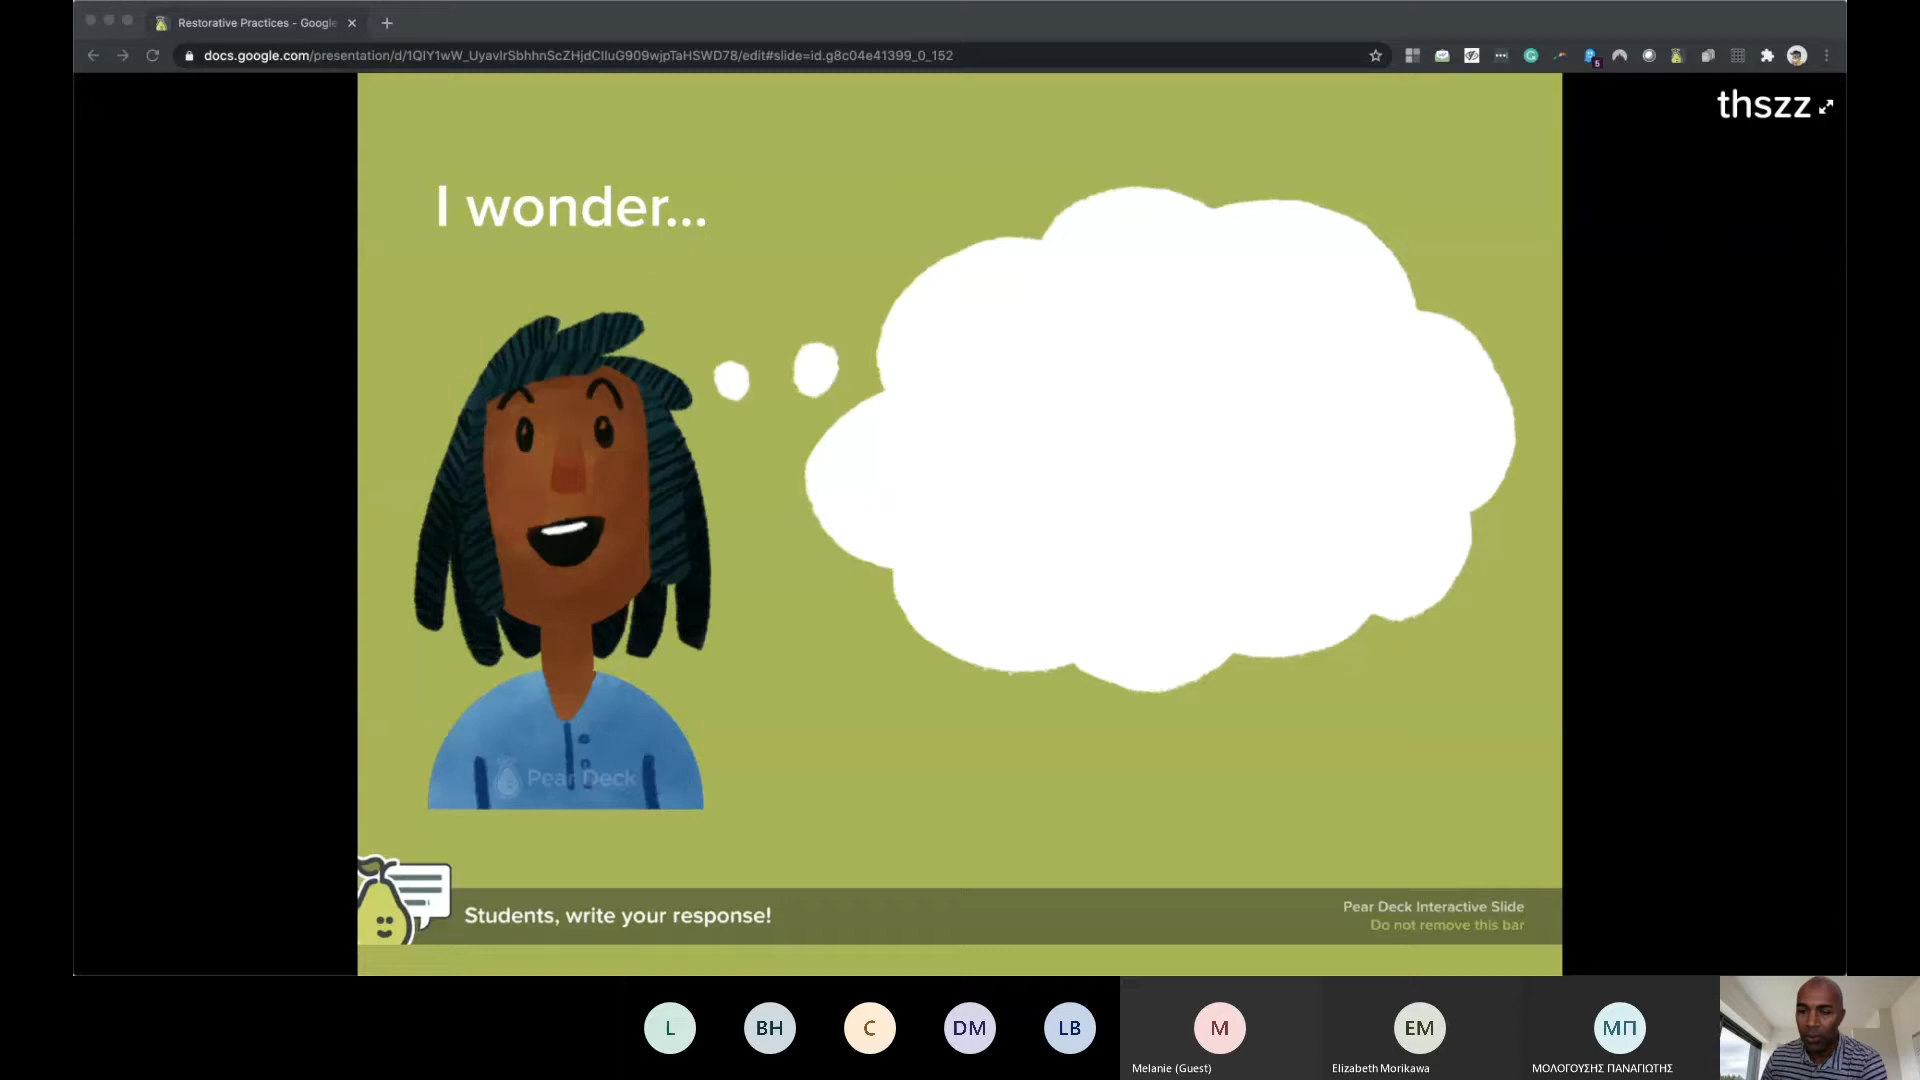 Restorative Practices - Google
docs.google.com/presentation/d/1QIY1wW_UyavIrSbhhnScZHjdCIIuG909wjpTaHSWD78/edit#slide=id.g8c04e41399_0_152
5
thszz
I wonder...
Pear Deck
Students, write your response!
Pear Deck Interactive Slide
Do not remove this bar
L
BH
C
DM
LB
M
EM
ΜΠ
Melanie (Guest)
Elizabeth Morikawa
ΜΟΛΟΓΟΥΣΗΣ ΠΑΝΑΓΙΩΤΗΣ